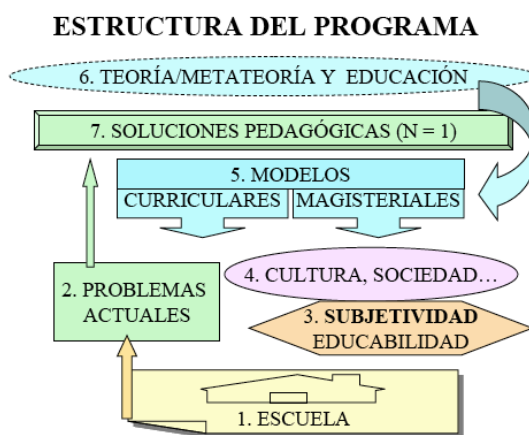 ESTRUCTURA DEL PROGRAMA
6. TEORÍA/METATEORÍA Y EDUCACIÓN
7. SOLUCIONES PEDAGÓGICAS (N = 1)
5. MODELOS
CURRICULARES MAGISTERIALES
4. CULTURA, SOCIEDAD…
2. PROBLEMAS
ACTUALES
3. SUBJETIVIDAD
EDUCABILIDAD
1. ESCUELA